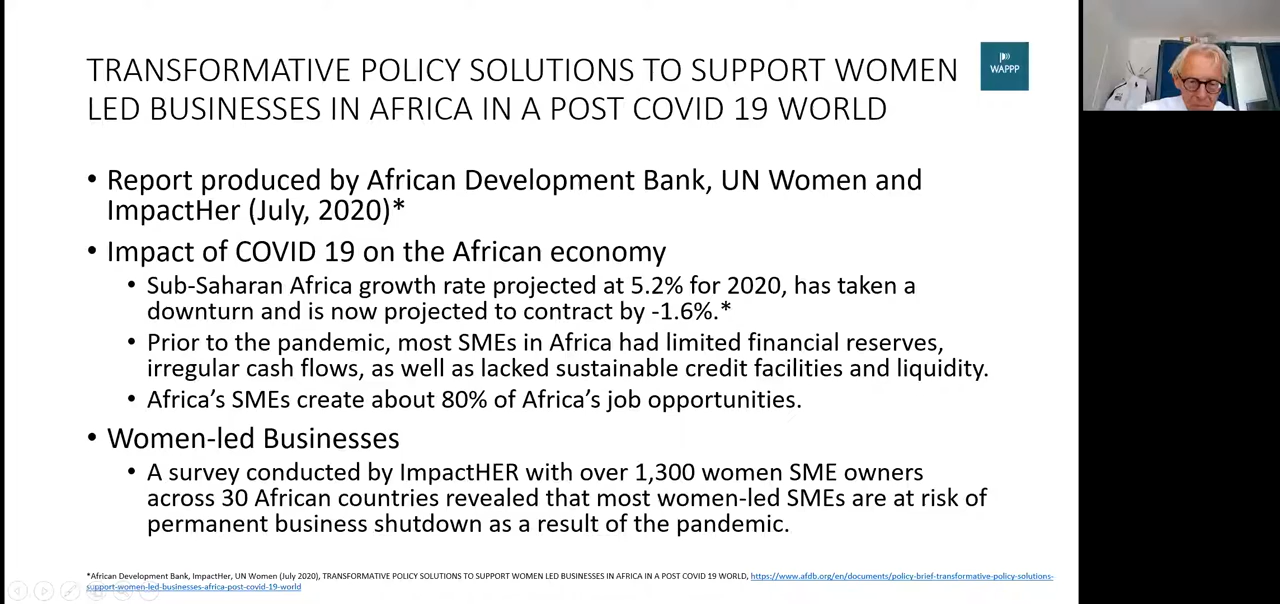 TRANSFORMATIVE POLICY SOLUTIONS TO SUPPORT WOMEN
LED BUSINESSES IN AFRICA IN A POST COVID 19 WORLD
WAPPP
• Report produced by African Development Bank, UN Women and
ImpactHer (July, 2020)*
• Impact of COVID 19 on the African economy
• Sub-Saharan Africa growth rate projected at 5.2% for 2020, has taken a
downturn and is now projected to contract by -1.6%.*
• Prior to the pandemic, most SMEs in Africa had limited financial reserves,
irregular cash flows, as well as lacked sustainable credit facilities and liquidity.
• Africa’s SMEs create about 80% of Africa’s job opportunities.
• Women-led Businesses
• A survey conducted by ImpactHER with over 1,300 women SME owners
across 30 African countries revealed that most women-led SMEs are at risk of
permanent business shutdown as a result of the pandemic.
*African Development Bank, ImpactHer, UN Women (July 2020), TRANSFORMATIVE POLICY SOLUTIONS TO SUPPORT WOMEN LED BUSINESSES IN AFRICA IN A POST COVID 19 WORLD, https://www.afdb.org/en/documents/policy-brief-transformative-policy-solutions-
support-women-led-businesses-africa-post-covid-19-world